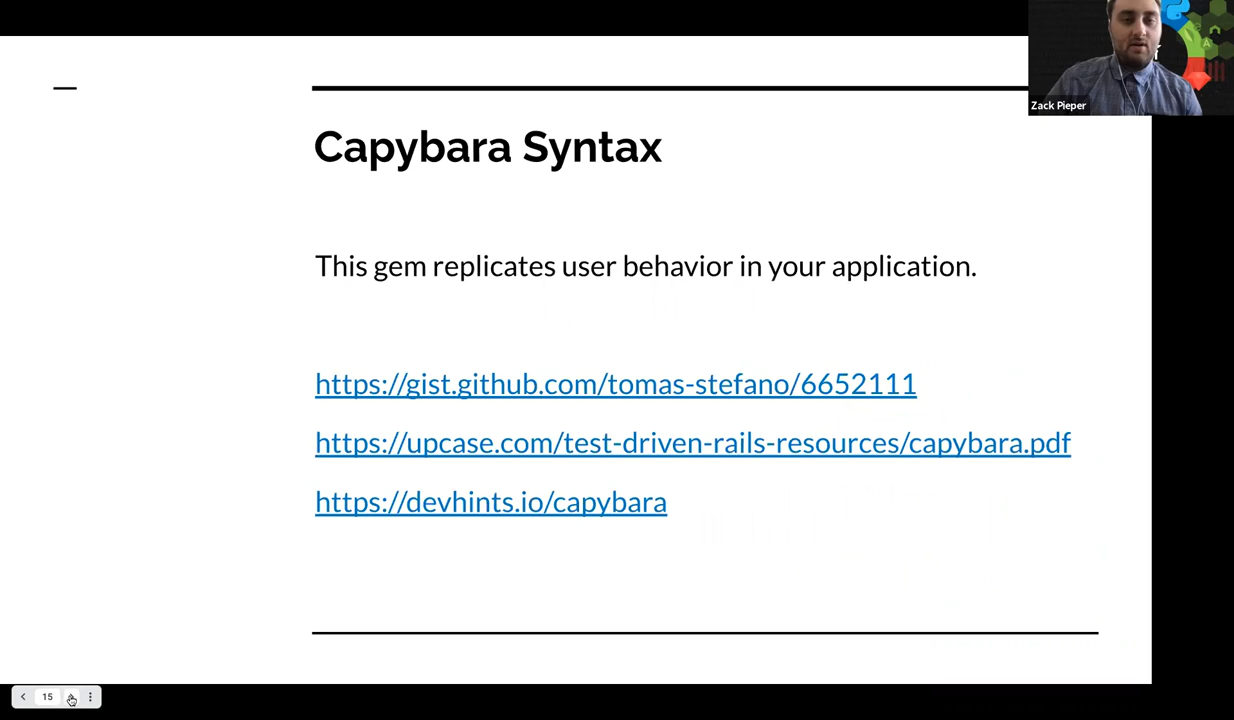 Zack Pieper
Capybara Syntax
This gem replicates user behavior in your application.
https://gist.github.com/tomas-stefano/6652111
https://upcase.com/test-driven-rails-resources/capybara.pdf
https://devhints.io/capybara
15